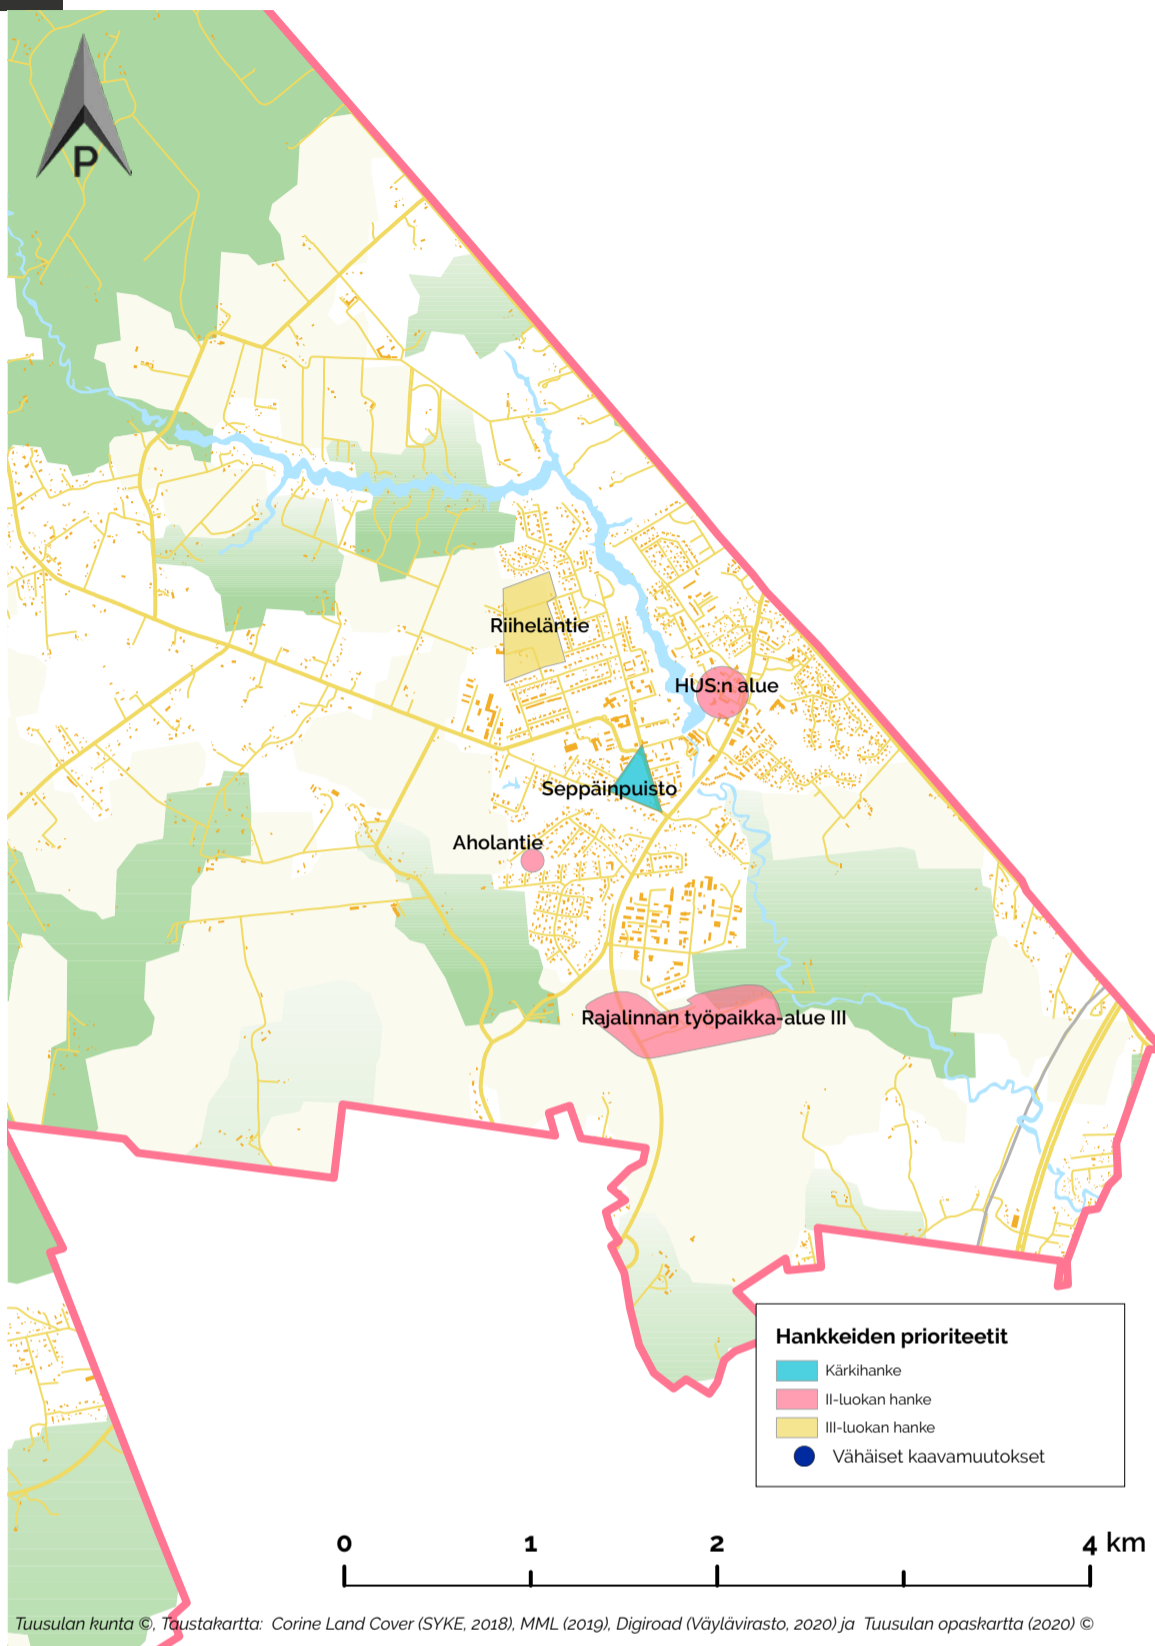 P
Riiheläntie
HUS:n alue
Seppäinpuisto
Aholantie
Rajalinnan työpaikka-alue III
Hankkeiden prioriteetit
Kärkihanke
II-luokan hanke
III-luokan hanke
Vähäiset kaavamuutokset
0 1 2 4 km
Tuusulan kunta ©, Taustakartta: Corine Land Cover (SYKE, 2018), MML (2019), Digiroad (Väylävirasto, 2020) ja Tuusulan opaskartta (2020) ©